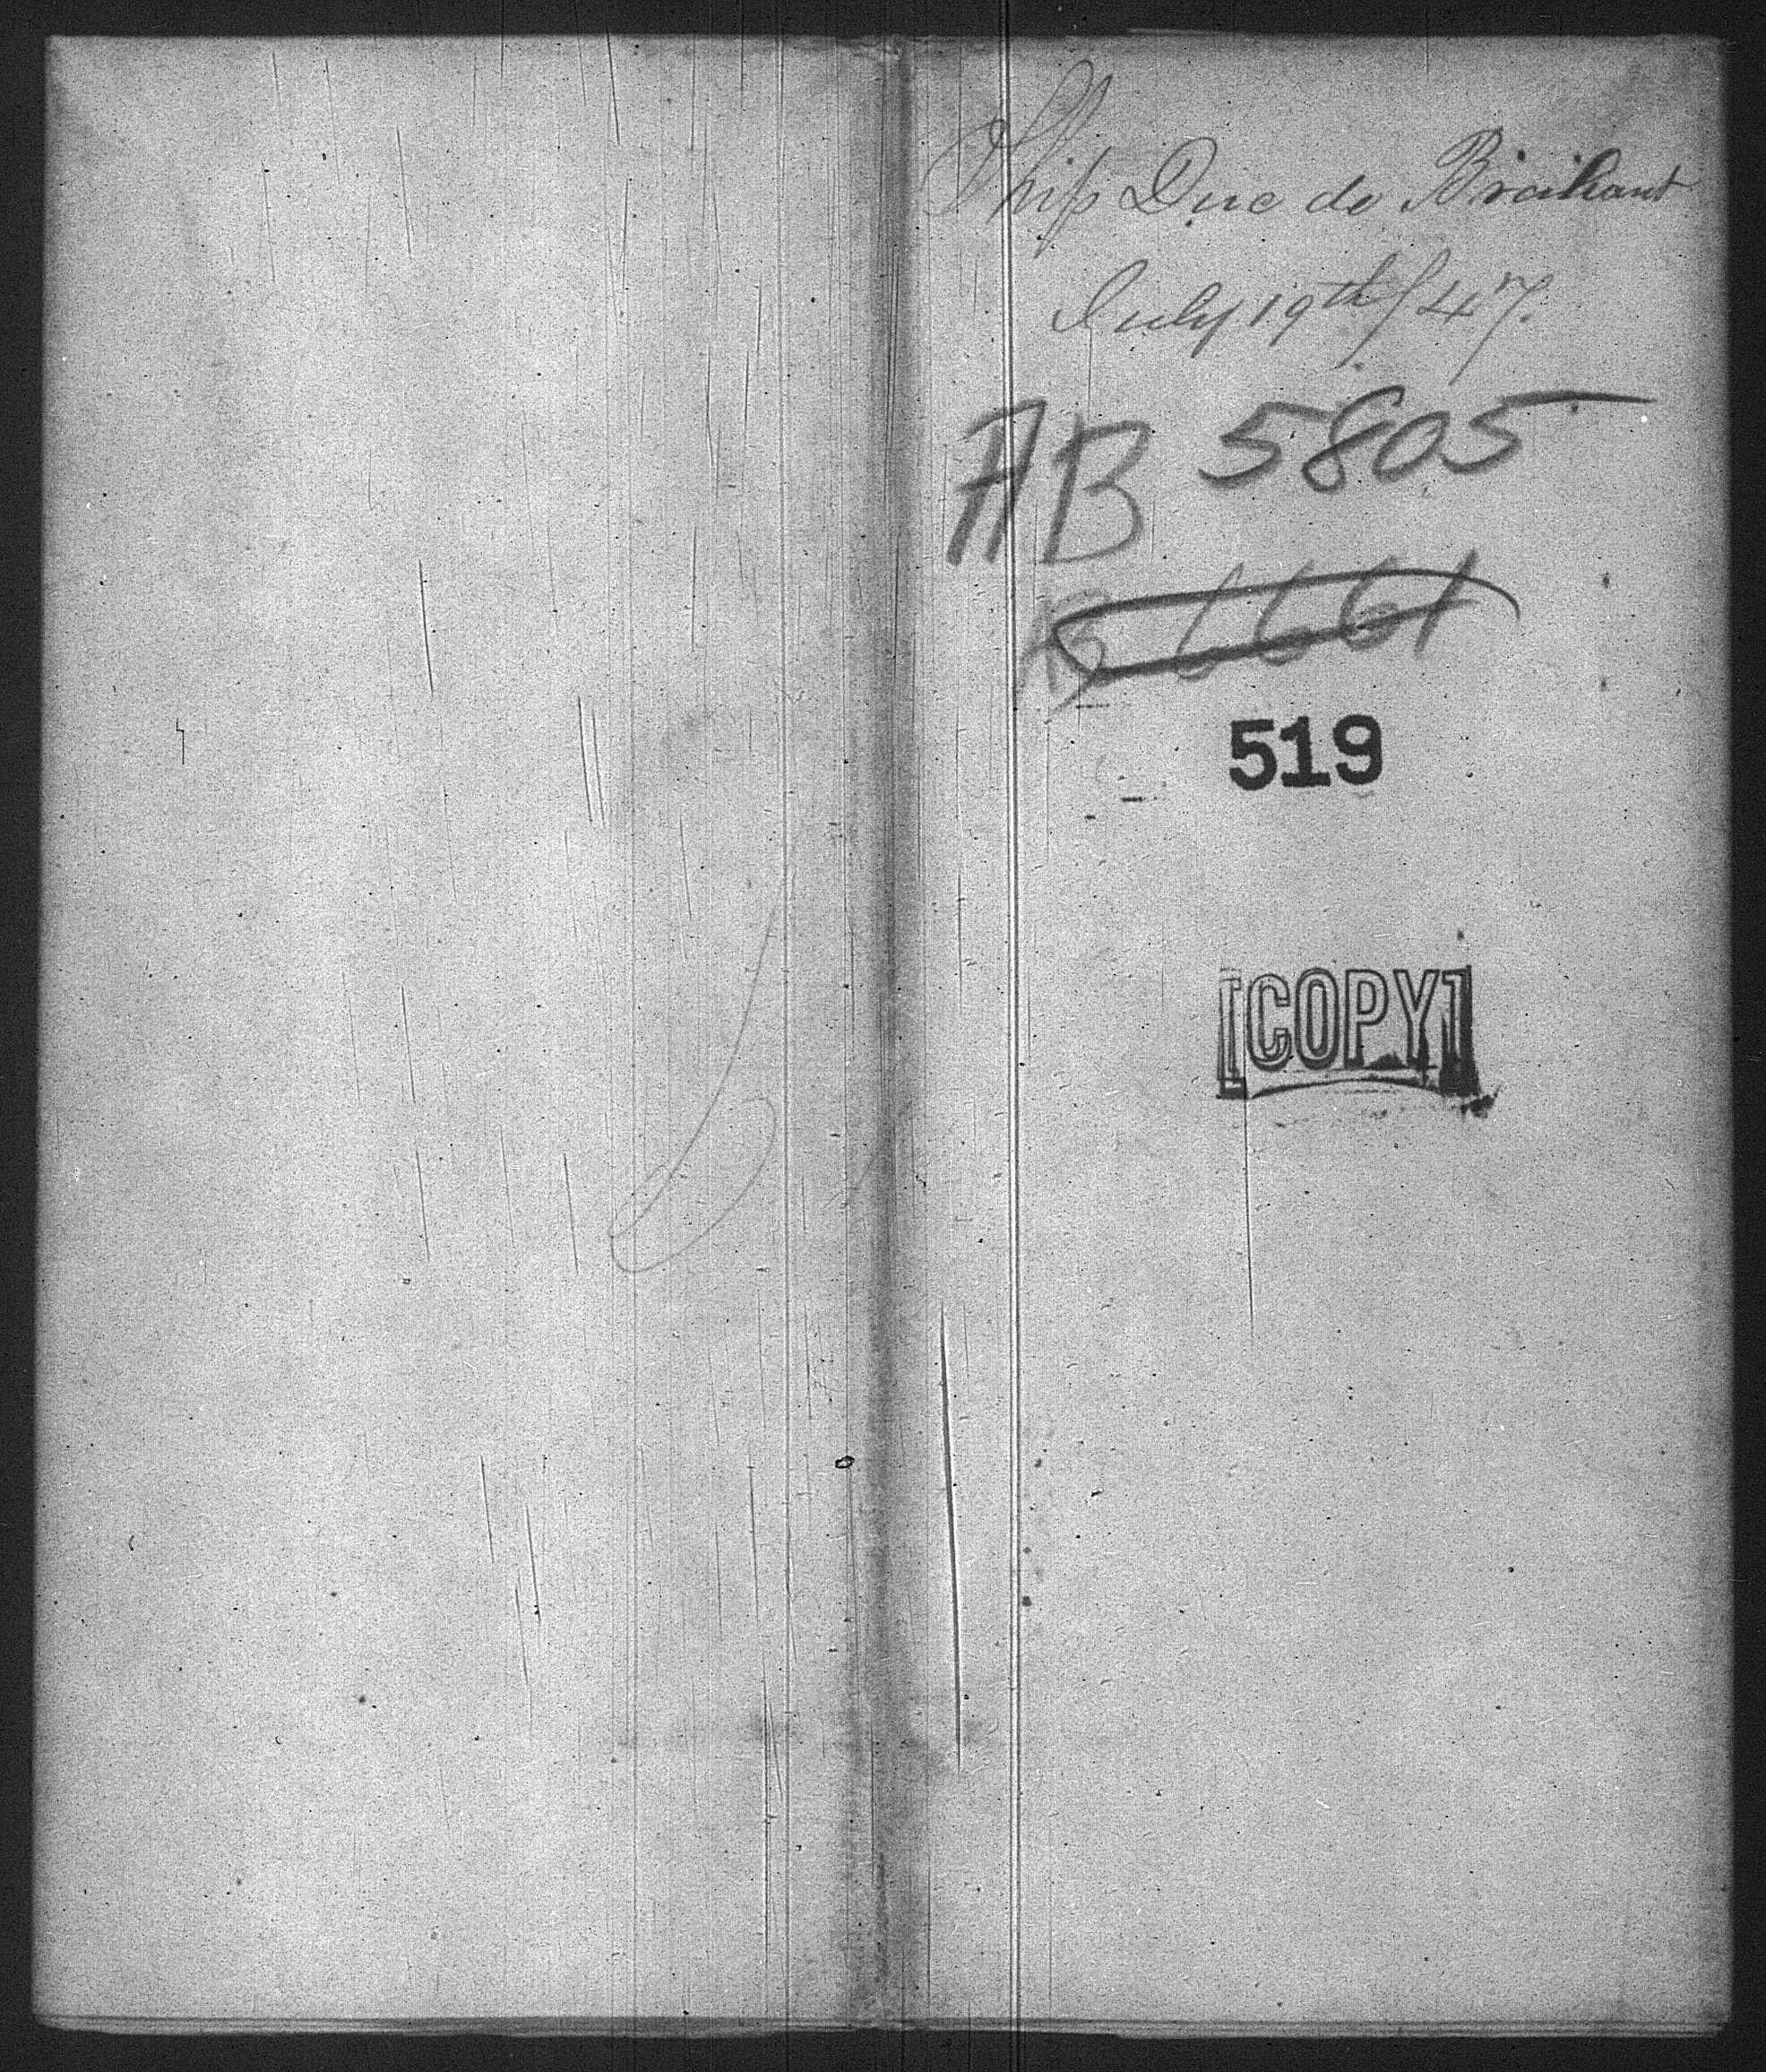 Ship Duc de Brabant
July 19th/47.
AB 5805
519
[COPY]